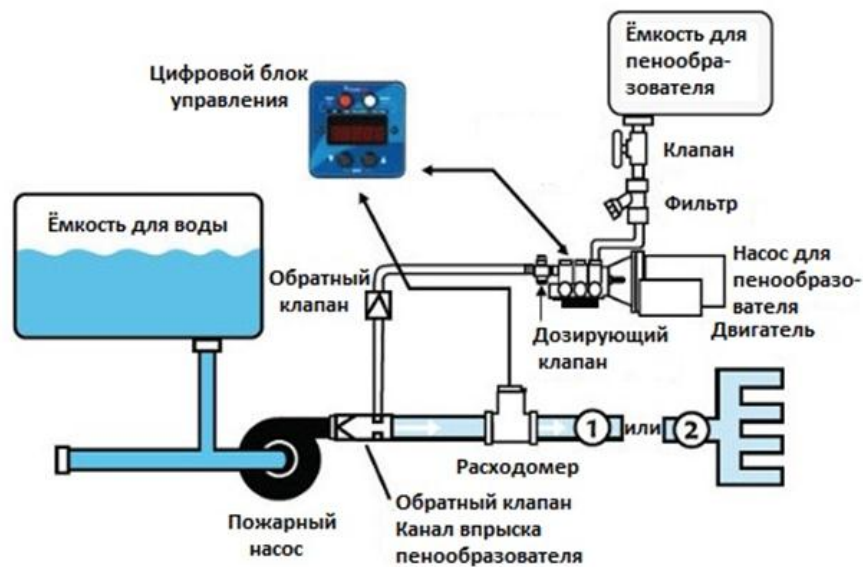 Ёмкость для
пенообра-
зователя
Цифровой блок
управления
Клапан
Фильтр
Ёмкость для воды
Обратный
клапан
Насос для
пенообразо-
вателя
Двигатель
Дозирующий
клапан
1 или 2
Расходомер
Пожарный
насос
Обратный клапан
Канал впрыска
пенообразователя